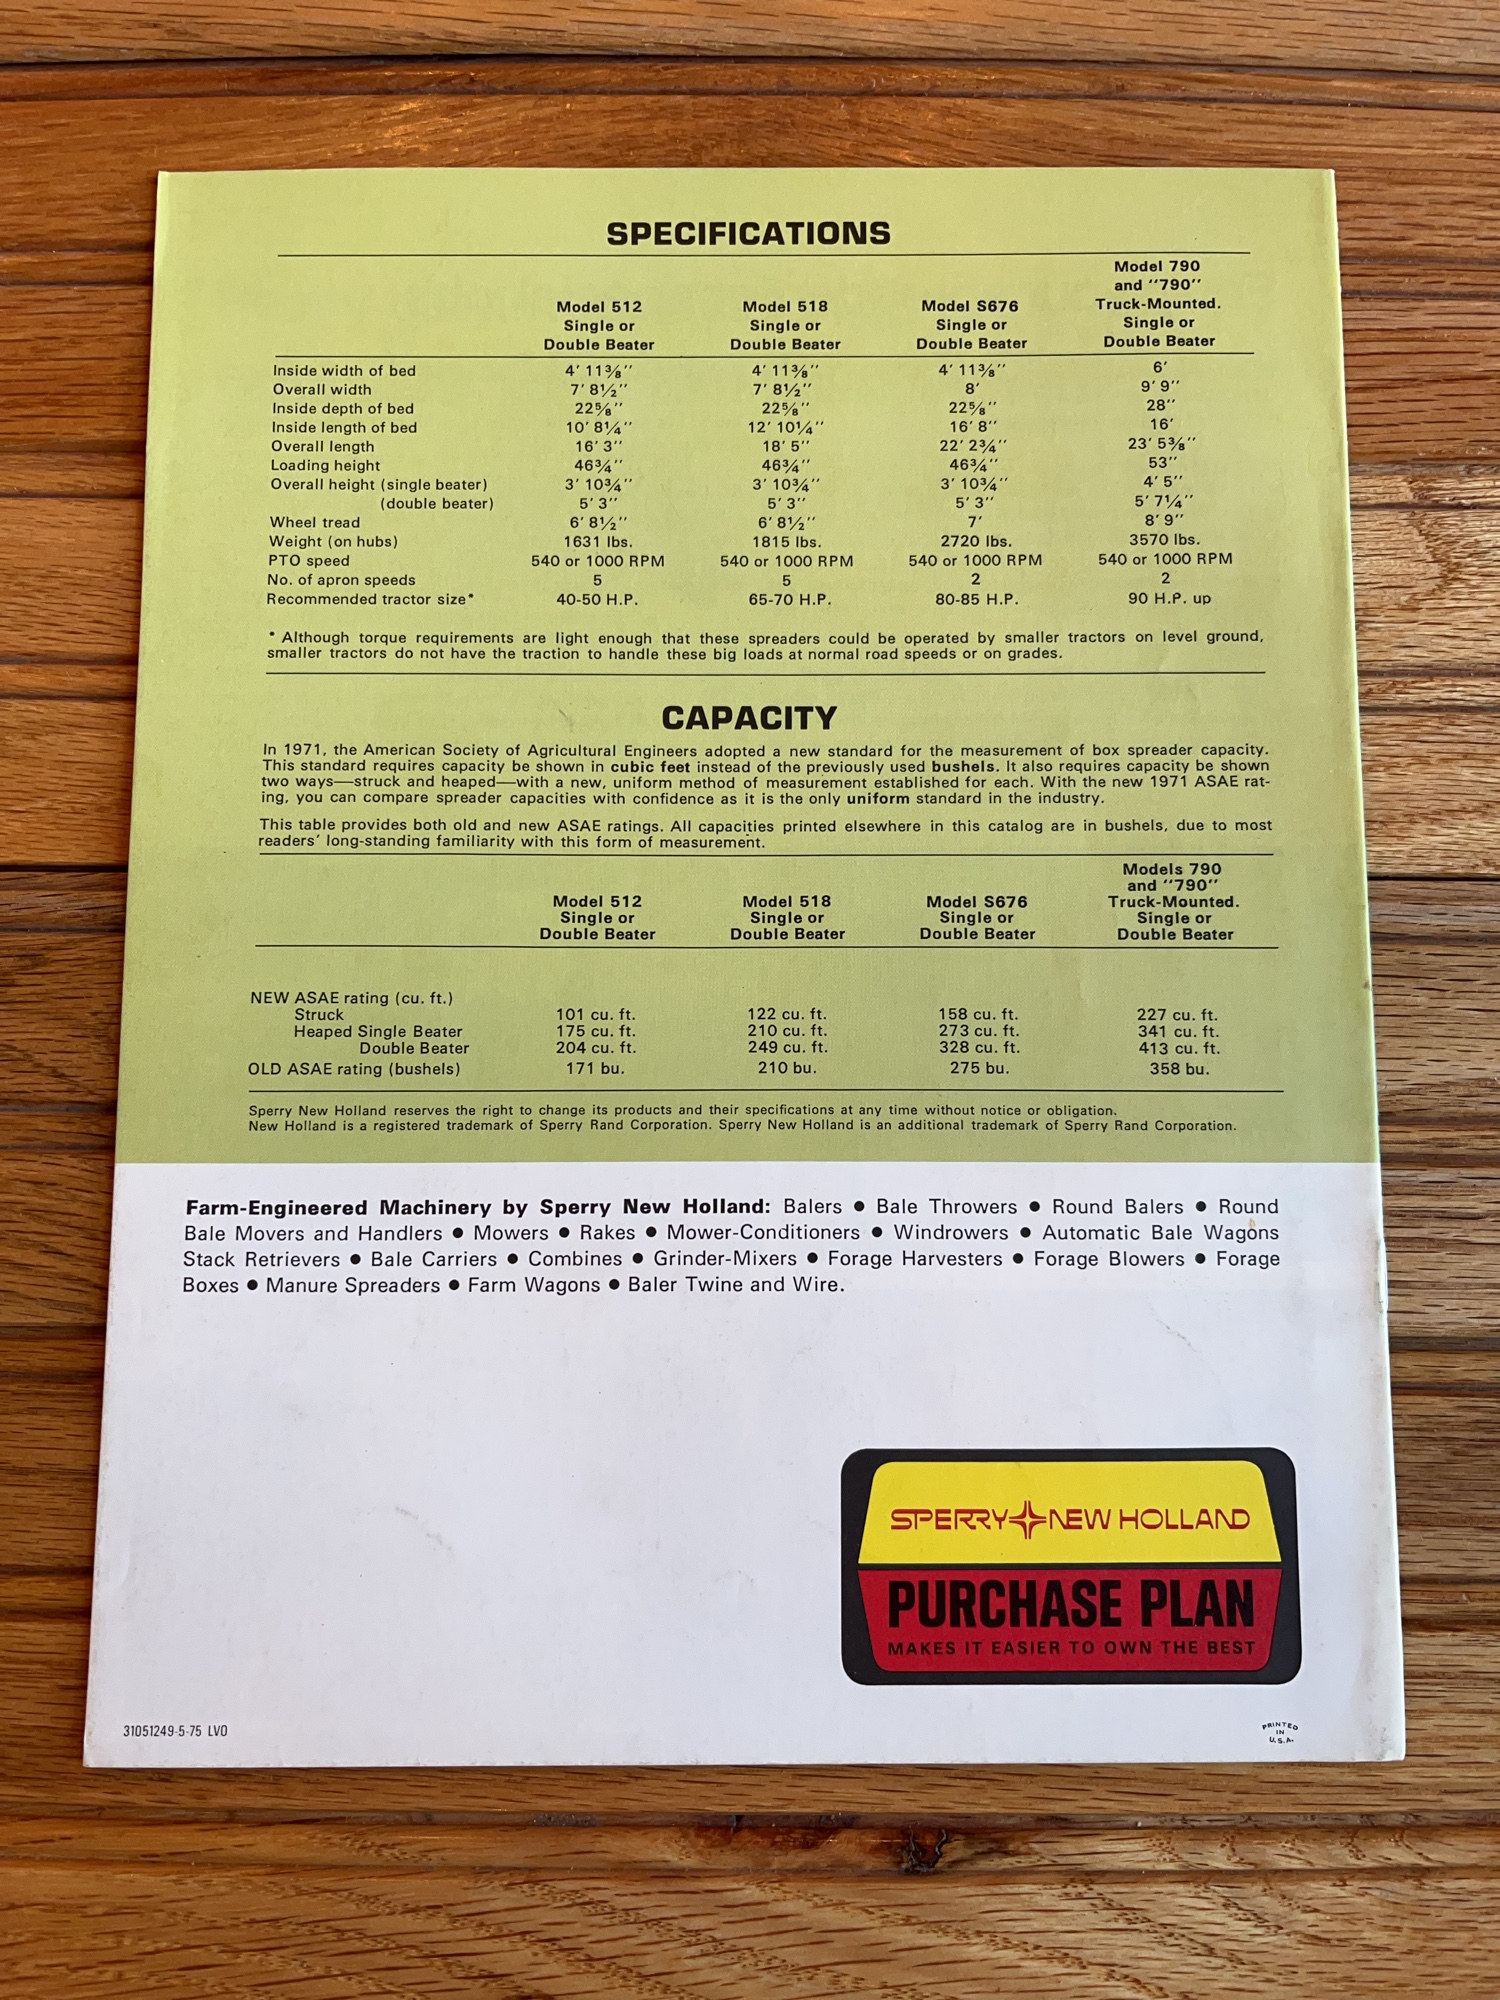 SPECIFICATIONS
Model 512 Single or Double Beater Model 518 Single or Double Beater Model S676 Single or Double Beater Model 790 and "790" Truck-Mounted. Single or Double Beater
Inside width of bed 4' 11⅜" 4' 11⅜" 4' 11⅜" 6'
Overall width 7' 8½" 7' 8½" 8' 9' 9"
Inside depth of bed 22⅝" 22⅝" 22⅝" 28"
Inside length of bed 10' 8¼" 12' 10¼" 16' 8" 16'
Overall length 16' 3" 18' 5" 22' 2¾" 23' 5⅜"
Loading height 46¾" 46¾" 46¾" 53"
Overall height (single beater) 3' 10¾" 3' 10¾" 3' 10¾" 4' 5"
(double beater) 5' 3" 5' 3" 5' 3" 5' 7¼"
Wheel tread 6' 8½" 6' 8½" 7' 8' 9"
Weight (on hubs) 1631 lbs. 1815 lbs. 2720 lbs. 3570 lbs.
PTO speed 540 or 1000 RPM 540 or 1000 RPM 540 or 1000 RPM 540 or 1000 RPM
No. of apron speeds 5 5 2 2
Recommended tractor size* 40-50 H.P. 65-70 H.P. 80-85 H.P. 90 H.P. up
* Although torque requirements are light enough that these spreaders could be operated by smaller tractors on level ground,
smaller tractors do not have the traction to handle these big loads at normal road speeds or on grades.
CAPACITY
In 1971, the American Society of Agricultural Engineers adopted a new standard for the measurement of box spreader capacity.
This standard requires capacity be shown in cubic feet instead of the previously used bushels. It also requires capacity be shown
two ways—struck and heaped—with a new, uniform method of measurement established for each. With the new 1971 ASAE rat-
ing, you can compare spreader capacities with confidence as it is the only uniform standard in the industry.
This table provides both old and new ASAE ratings. All capacities printed elsewhere in this catalog are in bushels, due to most
readers' long-standing familiarity with this form of measurement.
Model 512 Single or Double Beater Model 518 Single or Double Beater Model S676 Single or Double Beater Models 790 and "790" Truck-Mounted. Single or Double Beater
NEW ASAE rating (cu. ft.)
Struck 101 cu. ft. 122 cu. ft. 158 cu. ft. 227 cu. ft.
Heaped Single Beater 175 cu. ft. 210 cu. ft. 273 cu. ft. 341 cu. ft.
Double Beater 204 cu. ft. 249 cu. ft. 328 cu. ft. 413 cu. ft.
OLD ASAE rating (bushels) 171 bu. 210 bu. 275 bu. 358 bu.
Sperry New Holland reserves the right to change its products and their specifications at any time without notice or obligation.
New Holland is a registered trademark of Sperry Rand Corporation. Sperry New Holland is an additional trademark of Sperry Rand Corporation.
Farm-Engineered Machinery by Sperry New Holland: Balers ● Bale Throwers ● Round Balers ● Round
Bale Movers and Handlers ● Mowers ● Rakes ● Mower-Conditioners ● Windrowers ● Automatic Bale Wagons
Stack Retrievers ● Bale Carriers ● Combines ● Grinder-Mixers ● Forage Harvesters ● Forage Blowers ● Forage
Boxes ● Manure Spreaders ● Farm Wagons ● Baler Twine and Wire.
SPERRY NEW HOLLAND
PURCHASE PLAN
MAKES IT EASIER TO OWN THE BEST
31051249-5-75 LVO
PRINTED
IN
U.S.A.